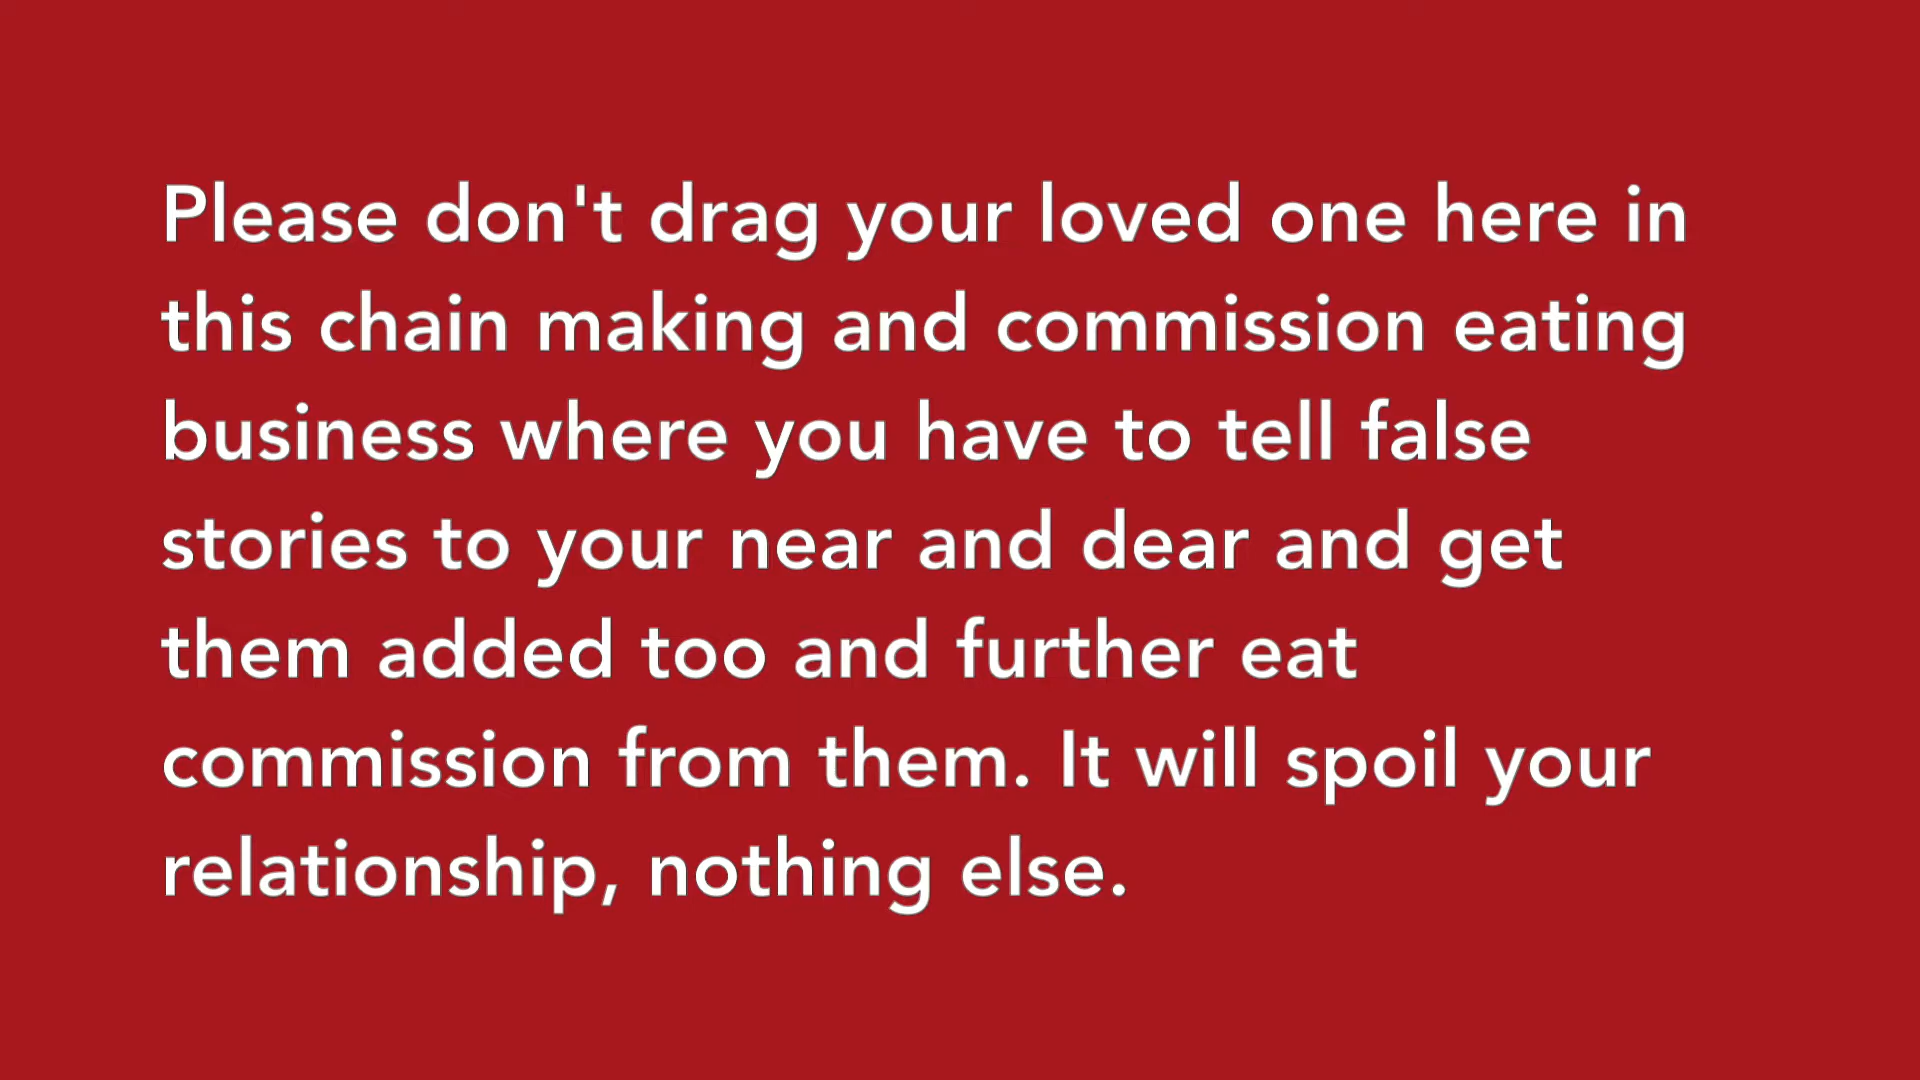 Please don't drag your loved one here in
this chain making and commission eating
business where you have to tell false
stories to your near and dear and get
them added too and further eat
commission from them. It will spoil your
relationship, nothing else.